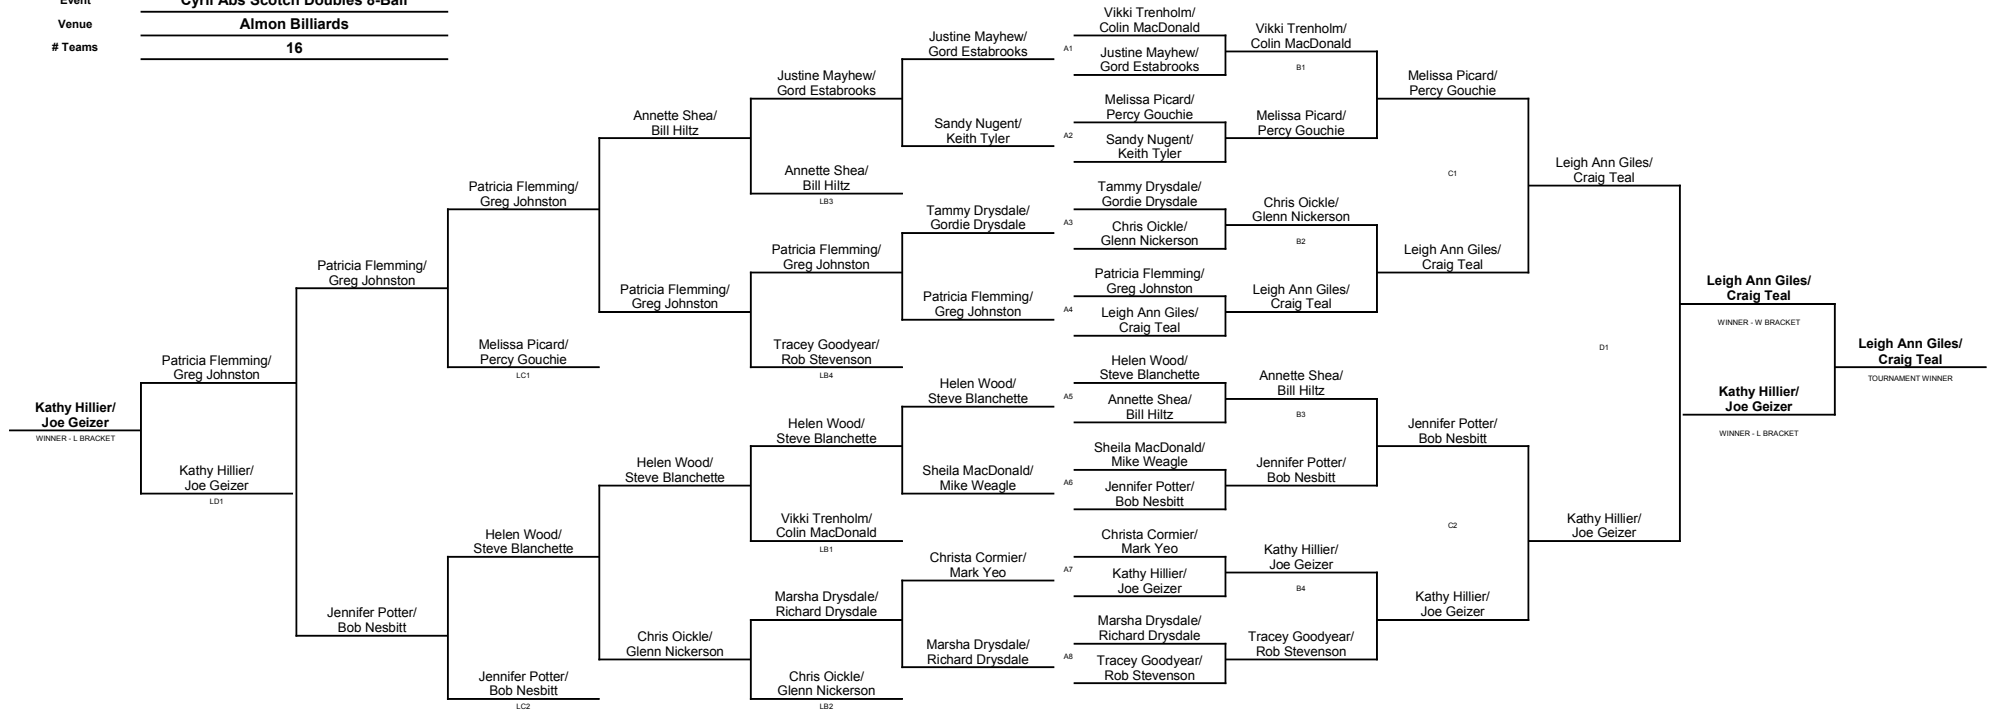 Event
Cyril Abs Scotch Doubles 8-Ball
Venue
Almon Billiards
# Teams
16
Kathy Hillier/
Joe Geizer
WINNER - L BRACKET
Patricia Flemming/
Greg Johnston
Kathy Hillier/
Joe Geizer
LD1
Patricia Flemming/
Greg Johnston
Jennifer Potter/
Bob Nesbitt
Patricia Flemming/
Greg Johnston
Melissa Picard/
Percy Gouchie
LC1
Helen Wood/
Steve Blanchette
Jennifer Potter/
Bob Nesbitt
LC2
Annette Shea/
Bill Hiltz
Patricia Flemming/
Greg Johnston
Helen Wood/
Steve Blanchette
Chris Oickle/
Glenn Nickerson
Justine Mayhew/
Gord Estabrooks
Annette Shea/
Bill Hiltz
LB3
Patricia Flemming/
Greg Johnston
Tracey Goodyear/
Rob Stevenson
LB4
Helen Wood/
Steve Blanchette
Vikki Trenholm/
Colin MacDonald
LB1
Marsha Drysdale/
Richard Drysdale
Chris Oickle/
Glenn Nickerson
LB2
Justine Mayhew/
Gord Estabrooks
Sandy Nugent/
Keith Tyler
Tammy Drysdale/
Gordie Drysdale
Patricia Flemming/
Greg Johnston
Helen Wood/
Steve Blanchette
Sheila MacDonald/
Mike Weagle
Christa Cormier/
Mark Yeo
Marsha Drysdale/
Richard Drysdale
A1
A2
A3
A4
A5
A6
A7
A8
Vikki Trenholm/
Colin MacDonald
Justine Mayhew/
Gord Estabrooks
Melissa Picard/
Percy Gouchie
Sandy Nugent/
Keith Tyler
Tammy Drysdale/
Gordie Drysdale
Chris Oickle/
Glenn Nickerson
Patricia Flemming/
Greg Johnston
Leigh Ann Giles/
Craig Teal
Helen Wood/
Steve Blanchette
Annette Shea/
Bill Hiltz
Sheila MacDonald/
Mike Weagle
Jennifer Potter/
Bob Nesbitt
Christa Cormier/
Mark Yeo
Kathy Hillier/
Joe Geizer
Marsha Drysdale/
Richard Drysdale
Tracey Goodyear/
Rob Stevenson
Vikki Trenholm/
Colin MacDonald
B1
Melissa Picard/
Percy Gouchie
Chris Oickle/
Glenn Nickerson
B2
Leigh Ann Giles/
Craig Teal
Annette Shea/
Bill Hiltz
B3
Jennifer Potter/
Bob Nesbitt
Kathy Hillier/
Joe Geizer
B4
Tracey Goodyear/
Rob Stevenson
Melissa Picard/
Percy Gouchie
C1
Leigh Ann Giles/
Craig Teal
Jennifer Potter/
Bob Nesbitt
C2
Kathy Hillier/
Joe Geizer
Leigh Ann Giles/
Craig Teal
D1
Kathy Hillier/
Joe Geizer
Leigh Ann Giles/
Craig Teal
WINNER - W BRACKET
Kathy Hillier/
Joe Geizer
WINNER - L BRACKET
Leigh Ann Giles/
Craig Teal
TOURNAMENT WINNER